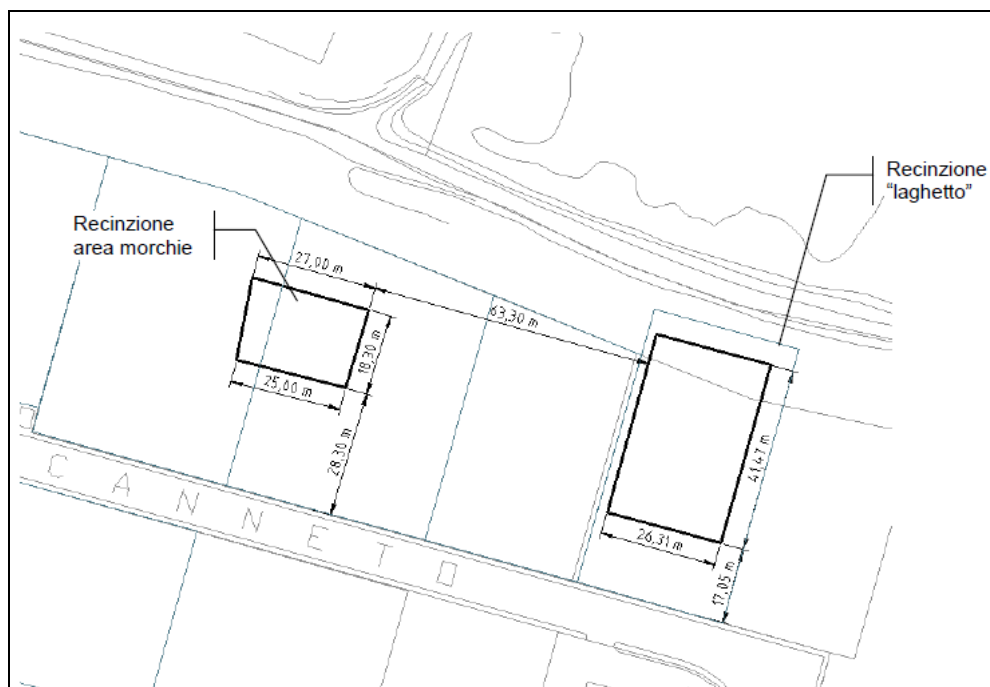 Recinzione
"laghetto"
Recinzione
area morchie
27,00 m
63,30 m
18,30 m
25,00 m
28,30 m
41,47 m
26,31 m
17,05 m
CANNETO